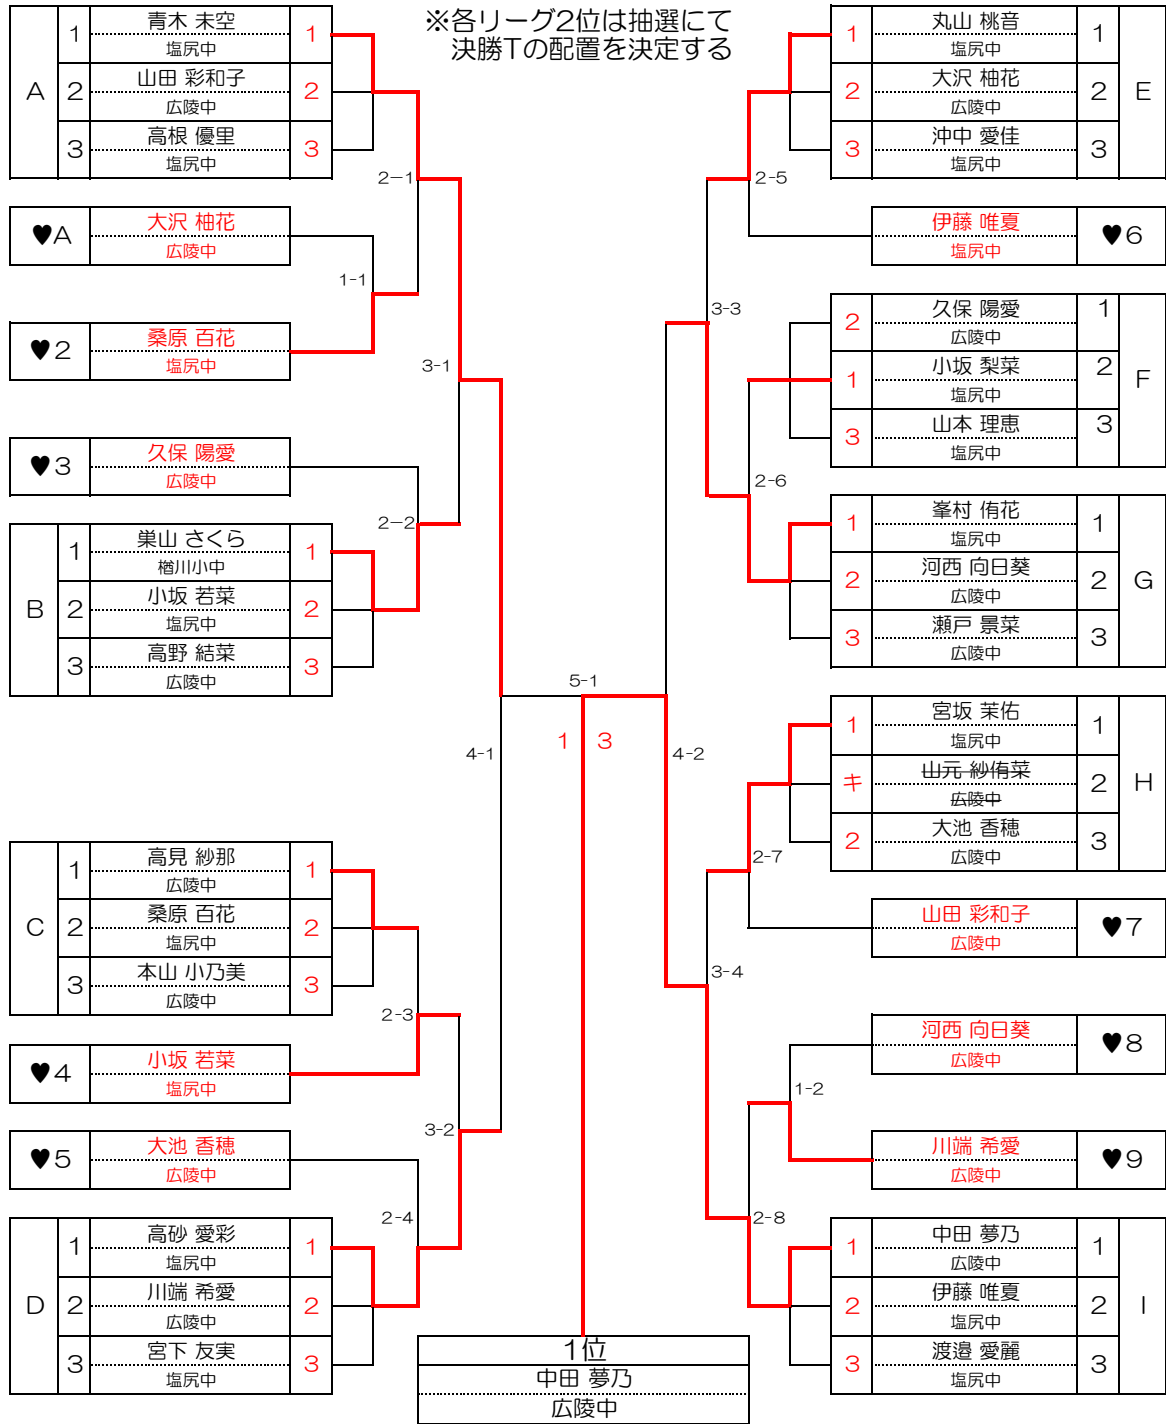 ※各リーグ2位は抽選にて
決勝Tの配置を決定する
A
1 青木 未空 1
塩尻中
2 山田 彩和子 2
広陵中
3 高根 優里 3
塩尻中
2−1
♥A 大沢 柚花
広陵中
1-1
♥2 桑原 百花
塩尻中
3-1
♥3 久保 陽愛
広陵中
2−2
B
1 巣山 さくら 1
楢川小中
2 小坂 若菜 2
塩尻中
3 高野 結菜 3
広陵中
4-1
C
1 高見 紗那 1
広陵中
2 桑原 百花 2
塩尻中
3 本山 小乃美 3
広陵中
2-3
♥4 小坂 若菜
塩尻中
3-2
♥5 大池 香穂
広陵中
2-4
D
1 高砂 愛彩 1
塩尻中
2 川端 希愛 2
広陵中
3 宮下 友実 3
塩尻中
5-1
1 3
1 丸山 桃音 1
塩尻中
2 大沢 柚花 2
広陵中
3 沖中 愛佳 3
塩尻中
E
2-5
伊藤 唯夏 ♥6
塩尻中
3-3
2 久保 陽愛 1
広陵中
1 小坂 梨菜 2
塩尻中
3 山本 理恵 3
塩尻中
F
2-6
1 峯村 侑花 1
塩尻中
2 河西 向日葵 2
広陵中
3 瀬戸 景菜 3
広陵中
G
4-2
1 宮坂 茉佑 1
塩尻中
キ 山元 紗侑菜 2
広陵中
2 大池 香穂 3
広陵中
H
2-7
山田 彩和子 ♥7
広陵中
3-4
河西 向日葵 ♥8
広陵中
1-2
川端 希愛 ♥9
広陵中
2-8
1 中田 夢乃 1
広陵中
2 伊藤 唯夏 2
塩尻中
3 渡邉 愛麗 3
塩尻中
I
1位
中田 夢乃
広陵中